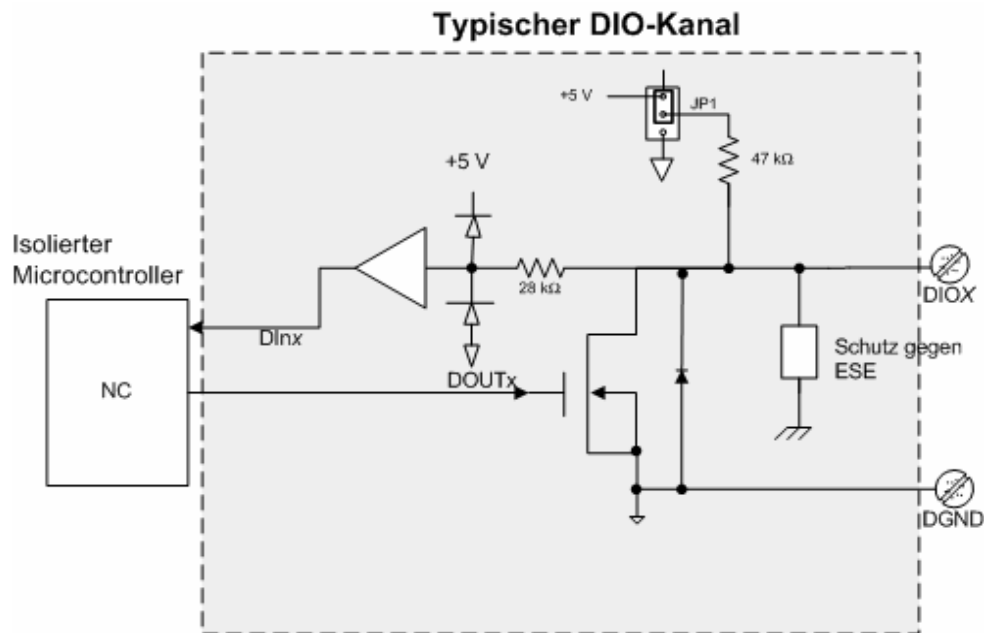 Typischer DIO-Kanal
+5 V
JP1
47 kΩ
+5 V
Isolierter
Microcontroller
28 kΩ
DIOX
DInx
Schutz gegen
ESE
NC
DOUTx
DGND